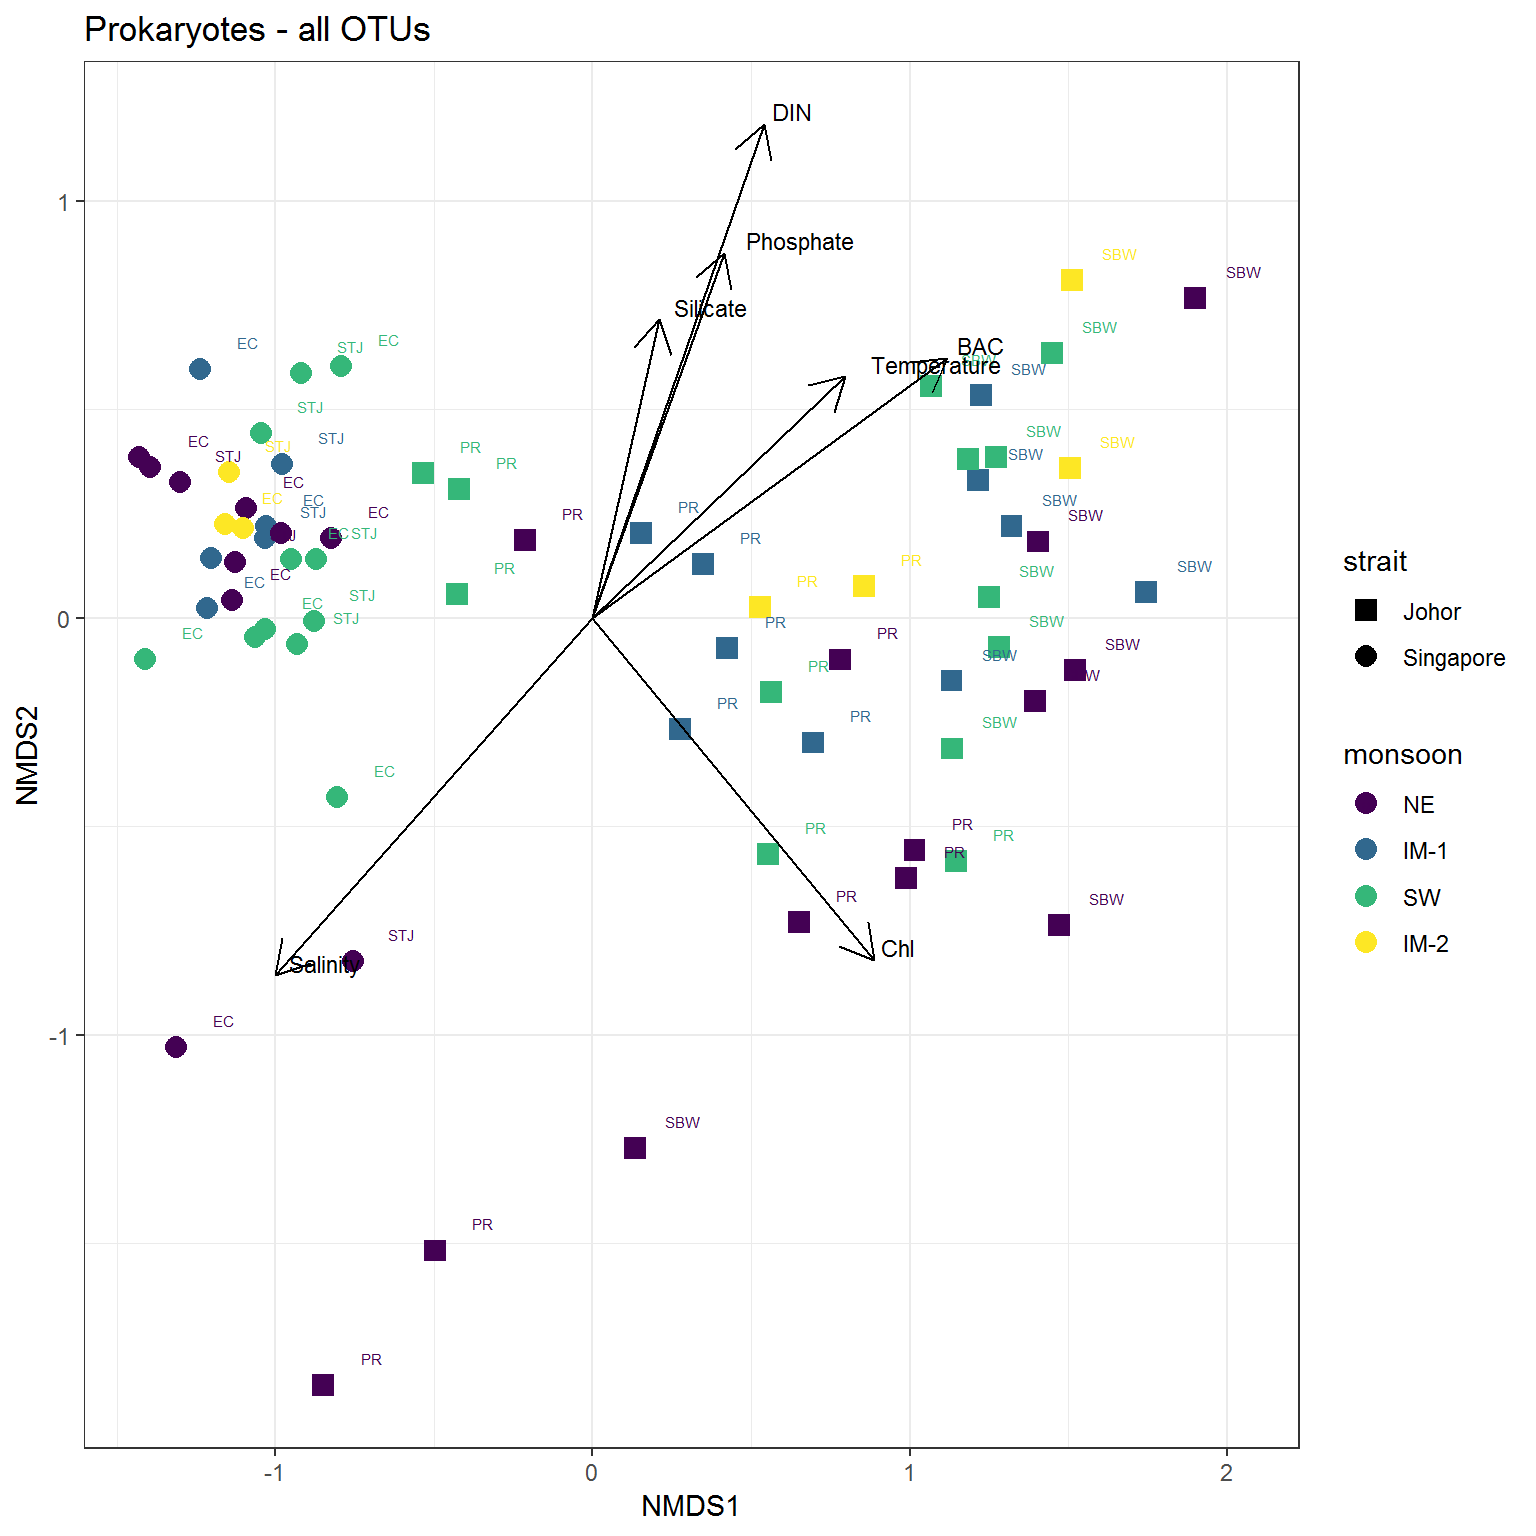 Prokaryotes - all OTUs
DIN
Phosphate
SBW
SBW
Silicate
SBW
EC
STJ
EC
BAC
SBW
Temperature
SBW
STJ
EC
STJ
STJ
STJ
PR
PR
SBW
SBW
SBW
EC
EC
EC
STJ
EC
PR
PR
SBW
SBW
EC
STJ
PR
PR
EC
EC
PR
PR
SBW
SBW
STJ
EC
STJ
EC
PR
PR
SBW
SBW
SBW
PR
PR
PR
SBW
EC
PR
PR
PR
PR
PR
SBW
STJ
Chl
Salinity
EC
SBW
PR
PR
1
0
-1
-1
0
1
2
NMDS1
NMDS2
strait
Johor
Singapore
monsoon
NE
IM-1
SW
IM-2